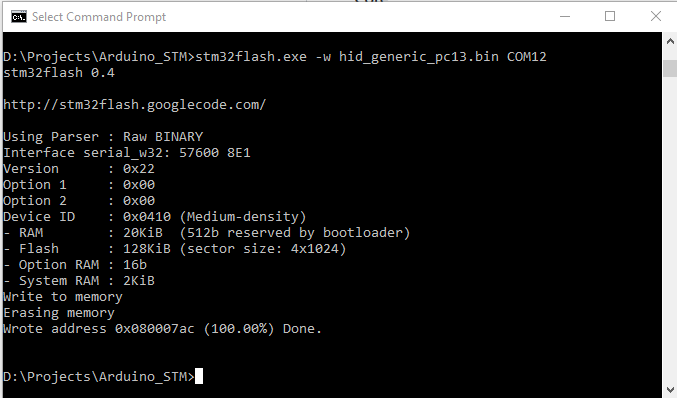 Select Command Prompt
D:\Projects\Arduino_STM>stm32flash.exe -w hid_generic_pc13.bin COM12
stm32flash 0.4
http://stm32flash.googlecode.com/
Using Parser : Raw BINARY
Interface serial_w32: 57600 8E1
Version      : 0x22
Option 1     : 0x00
Option 2     : 0x00
Device ID    : 0x0410 (Medium-density)
- RAM        : 20KiB  (512b reserved by bootloader)
- Flash      : 128KiB (sector size: 4x1024)
- Option RAM : 16b
- System RAM : 2KiB
Write to memory
Erasing memory
Wrote address 0x080007ac (100.00%) Done.
D:\Projects\Arduino_STM>